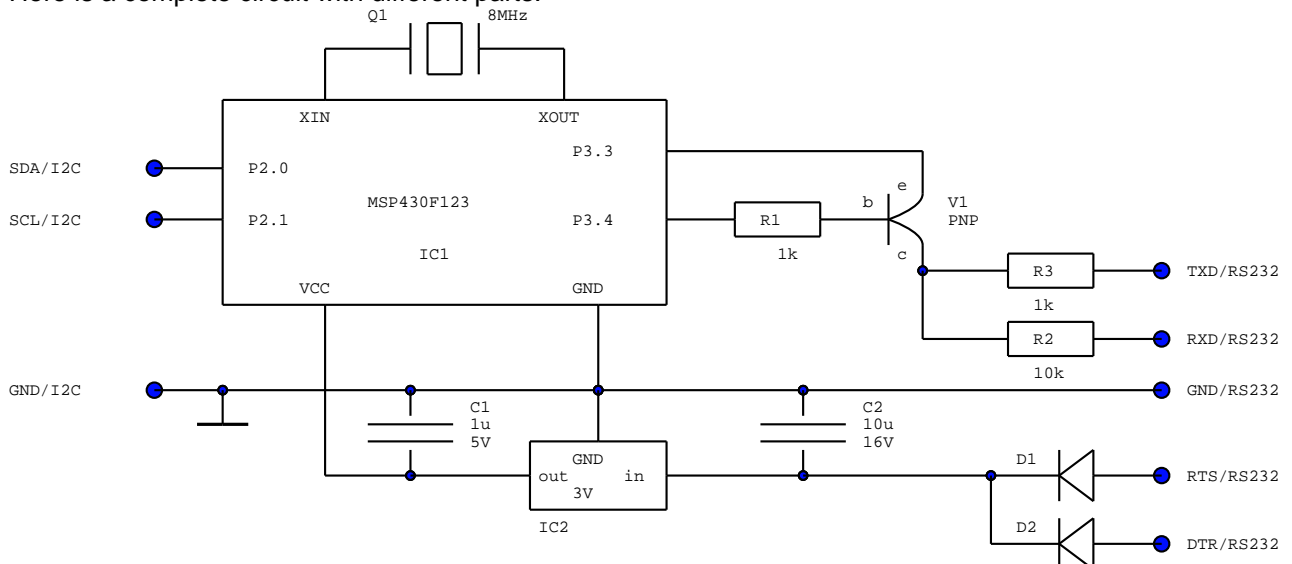 Here is a complete circuit with different parts.
Q1
8MHz
XIN
XOUT
P3.3
SDA/I2C
P2.0
e
MSP430F123
b
V1
PNP
SCL/I2C
P2.1
P3.4
R1
1k
IC1
c
R3
TXD/RS232
VCC
GND
1k
R2
RXD/RS232
10k
GND/I2C
GND/RS232
C1
1u
5V
C2
10u
16V
GND
out
in
3V
IC2
D1
RTS/RS232
D2
DTR/RS232